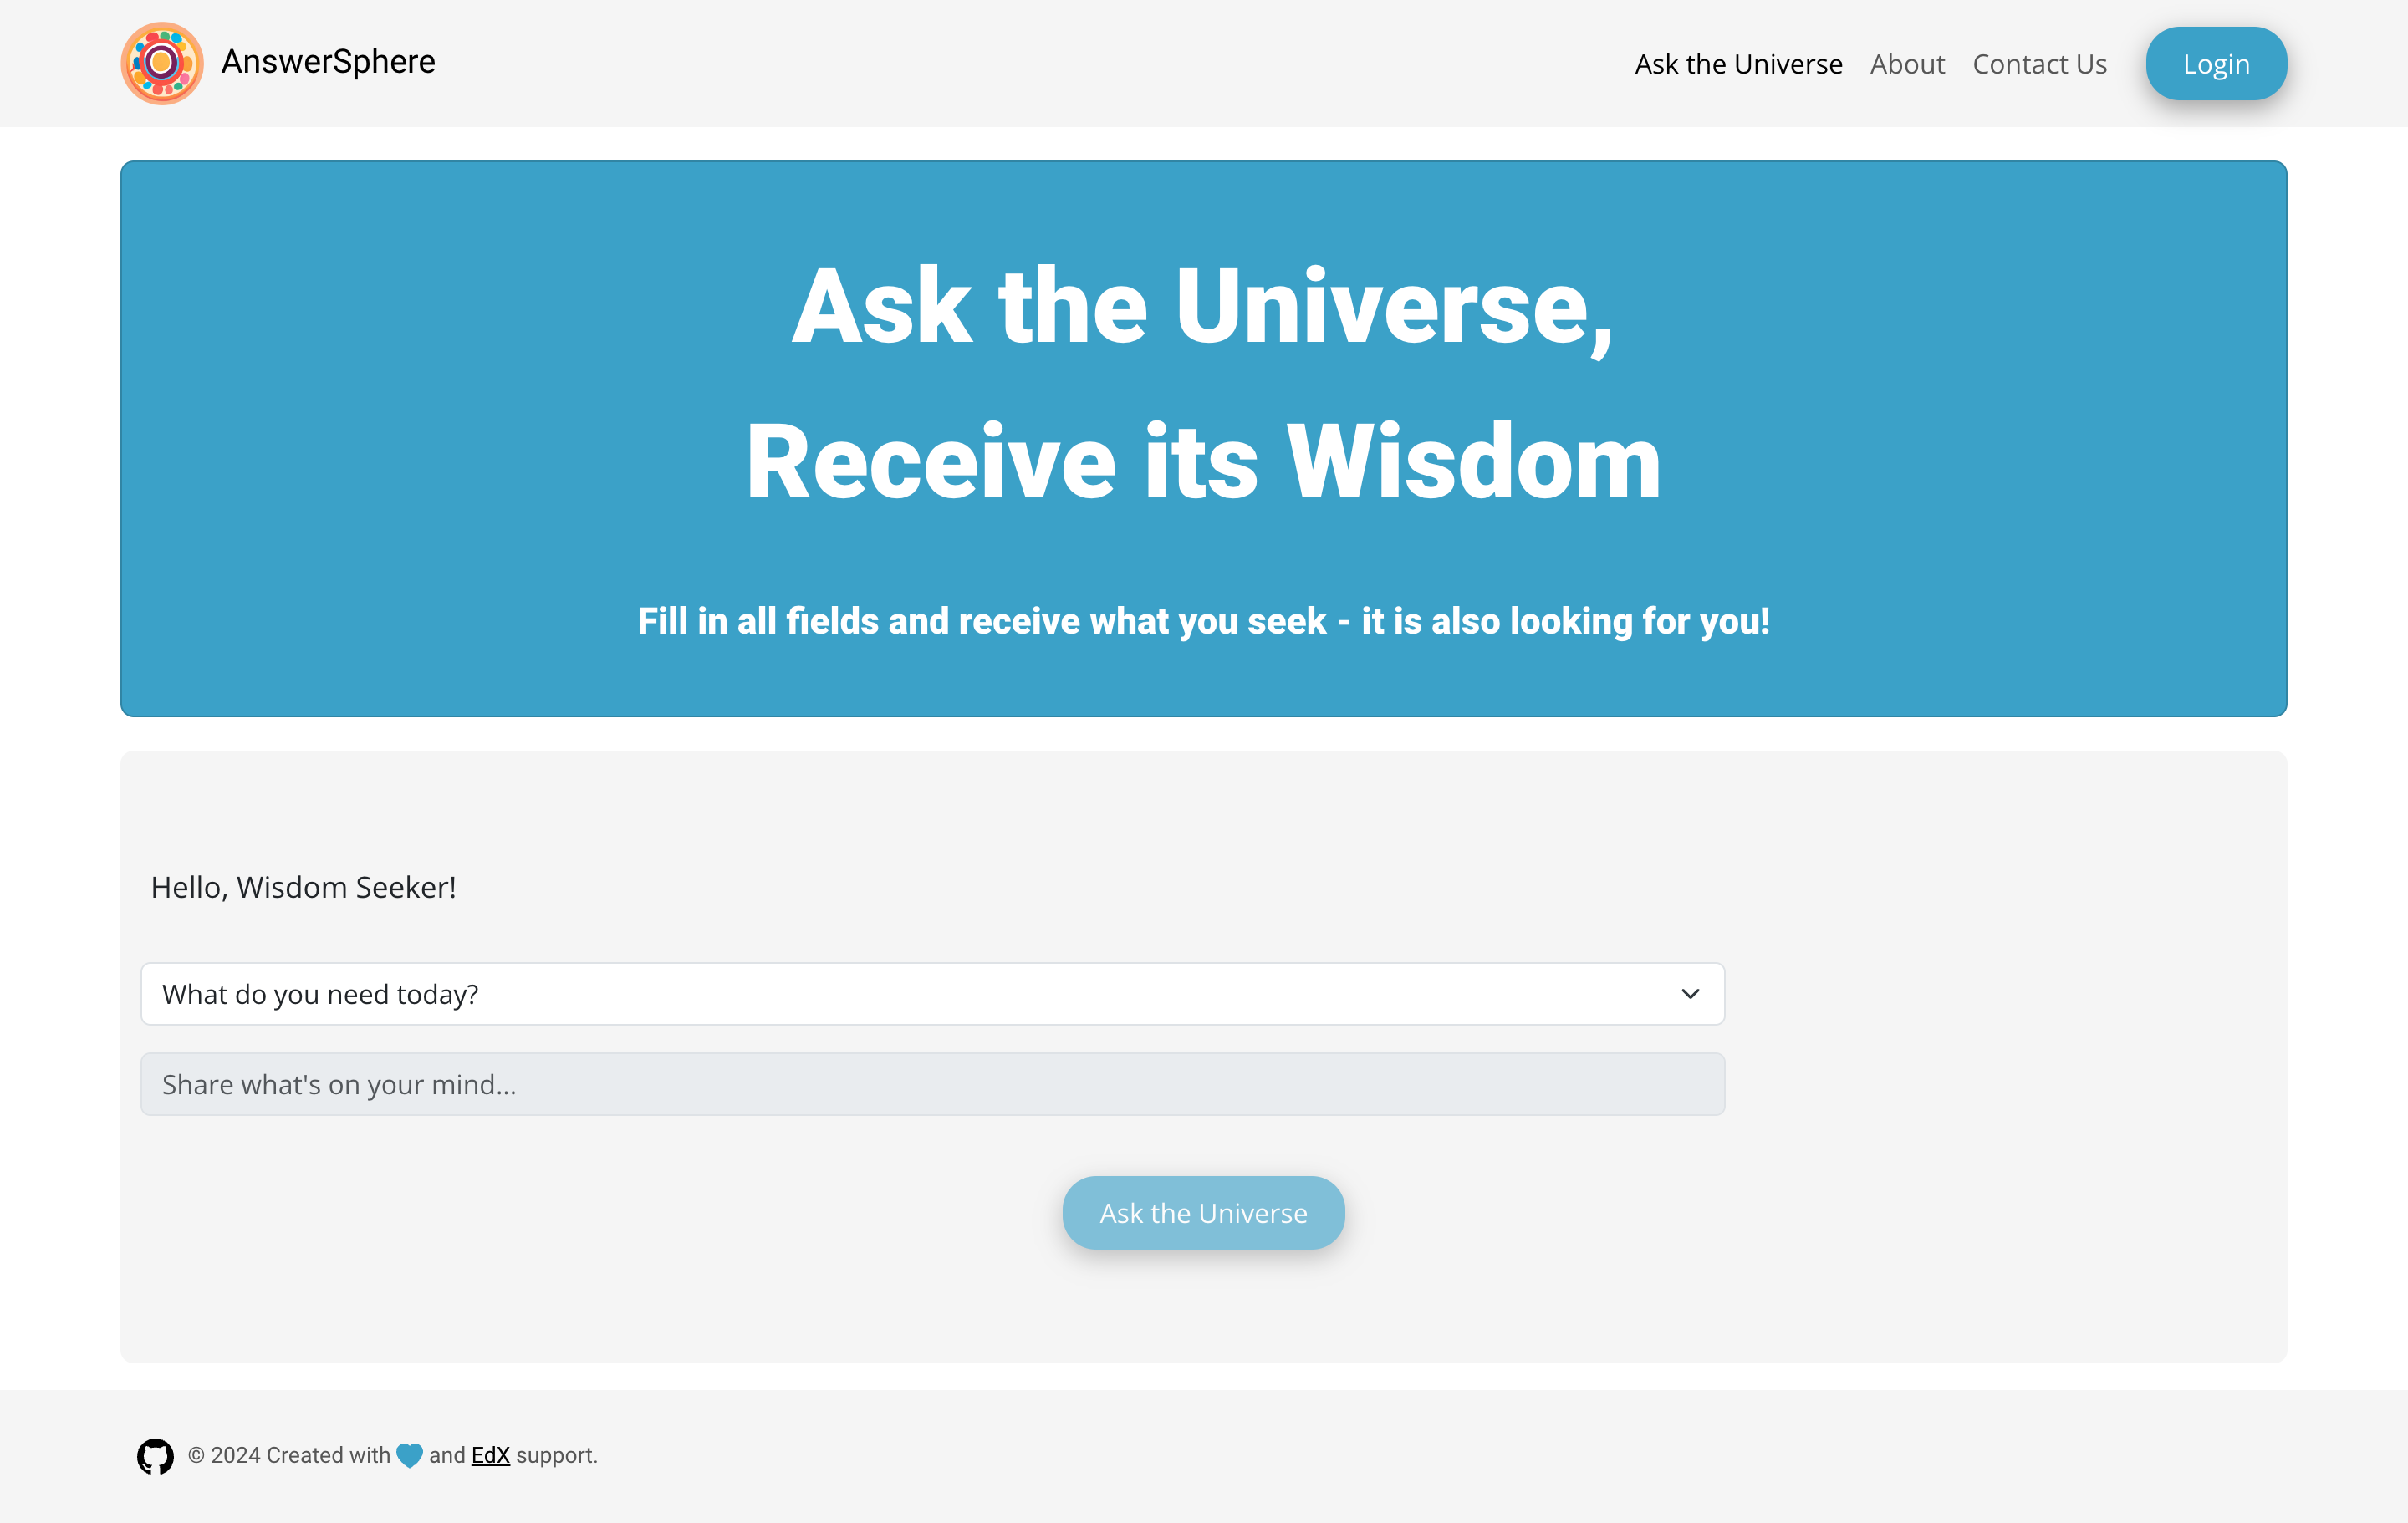 AnswerSphere
Ask the Universe
About
Contact Us
Login
Ask the Universe,
Receive its Wisdom
Fill in all fields and receive what you seek - it is also looking for you!
Hello, Wisdom Seeker!
What do you need today?
Share what's on your mind...
Ask the Universe
© 2024 Created with and EdX support.